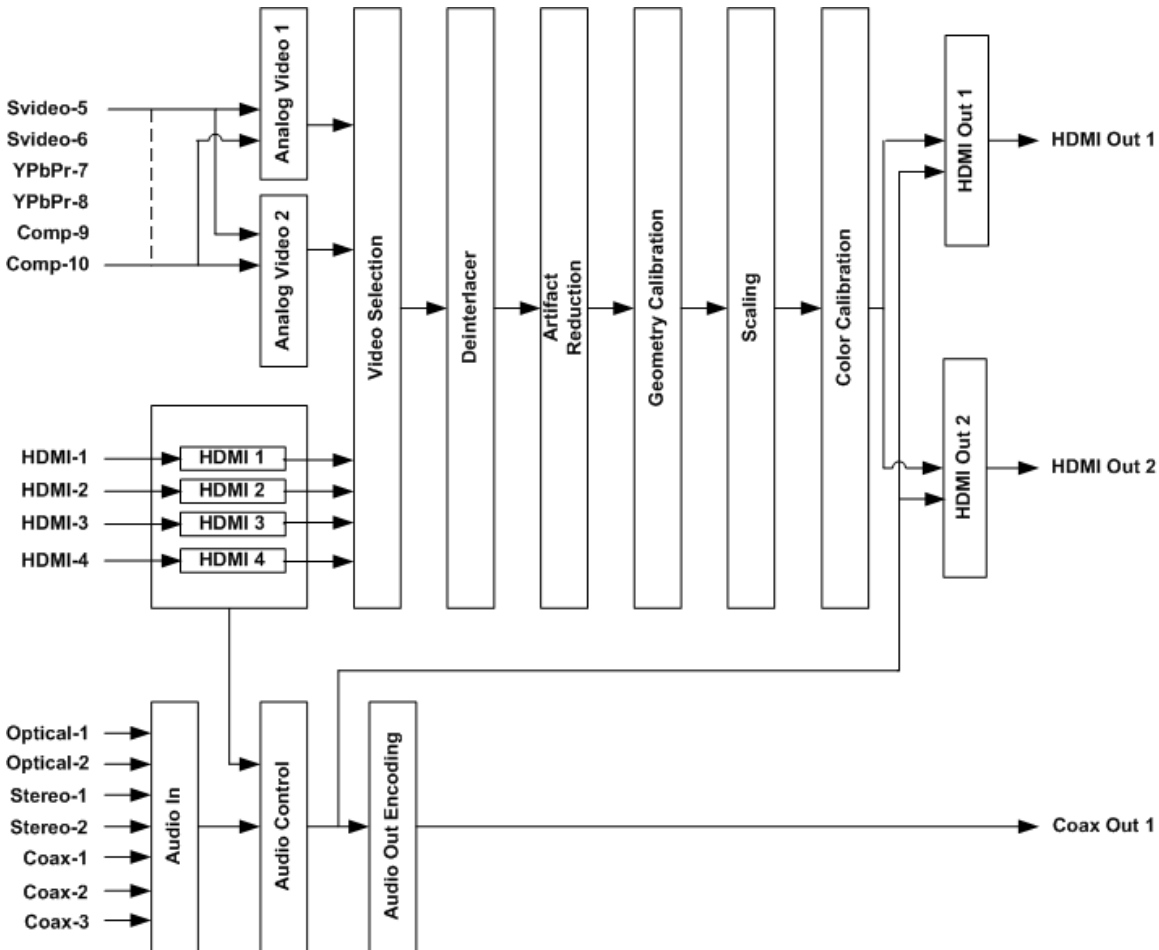 Svideo-5
Svideo-6
YPbPr-7
YPbPr-8
Comp-9
Comp-10
Analog Video 1
Analog Video 2
HDMI-1
HDMI-2
HDMI-3
HDMI-4
HDMI 1
HDMI 2
HDMI 3
HDMI 4
Video Selection
Deinterlacer
Artifact
Reduction
Geometry Calibration
Scaling
Color Calibration
HDMI Out 1
HDMI Out 1
HDMI Out 2
HDMI Out 2
Optical-1
Optical-2
Stereo-1
Stereo-2
Coax-1
Coax-2
Coax-3
Audio In
Audio Control
Audio Out Encoding
Coax Out 1